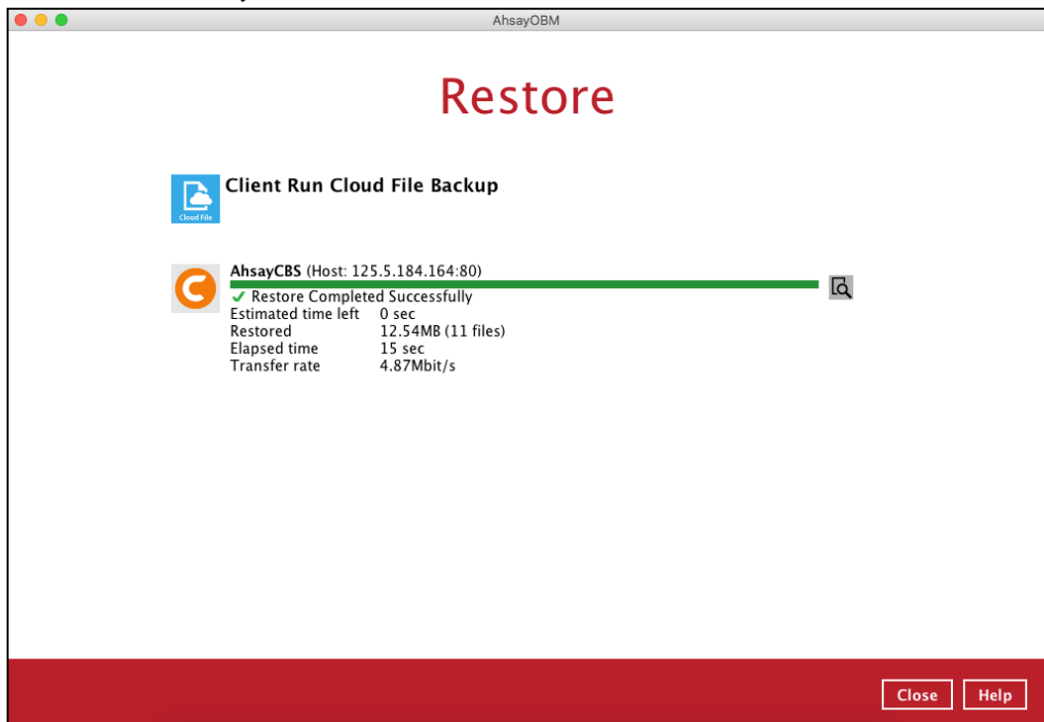 AhsayOBM
Restore
Client Run Cloud File Backup
Cloud File
AhsayCBS (Host: 125.5.184.164:80)
Restore Completed Successfully
Estimated time left 0 sec
Restored 12.54MB (11 files)
Elapsed time 15 sec
Transfer rate 4.87Mbit/s
Close Help